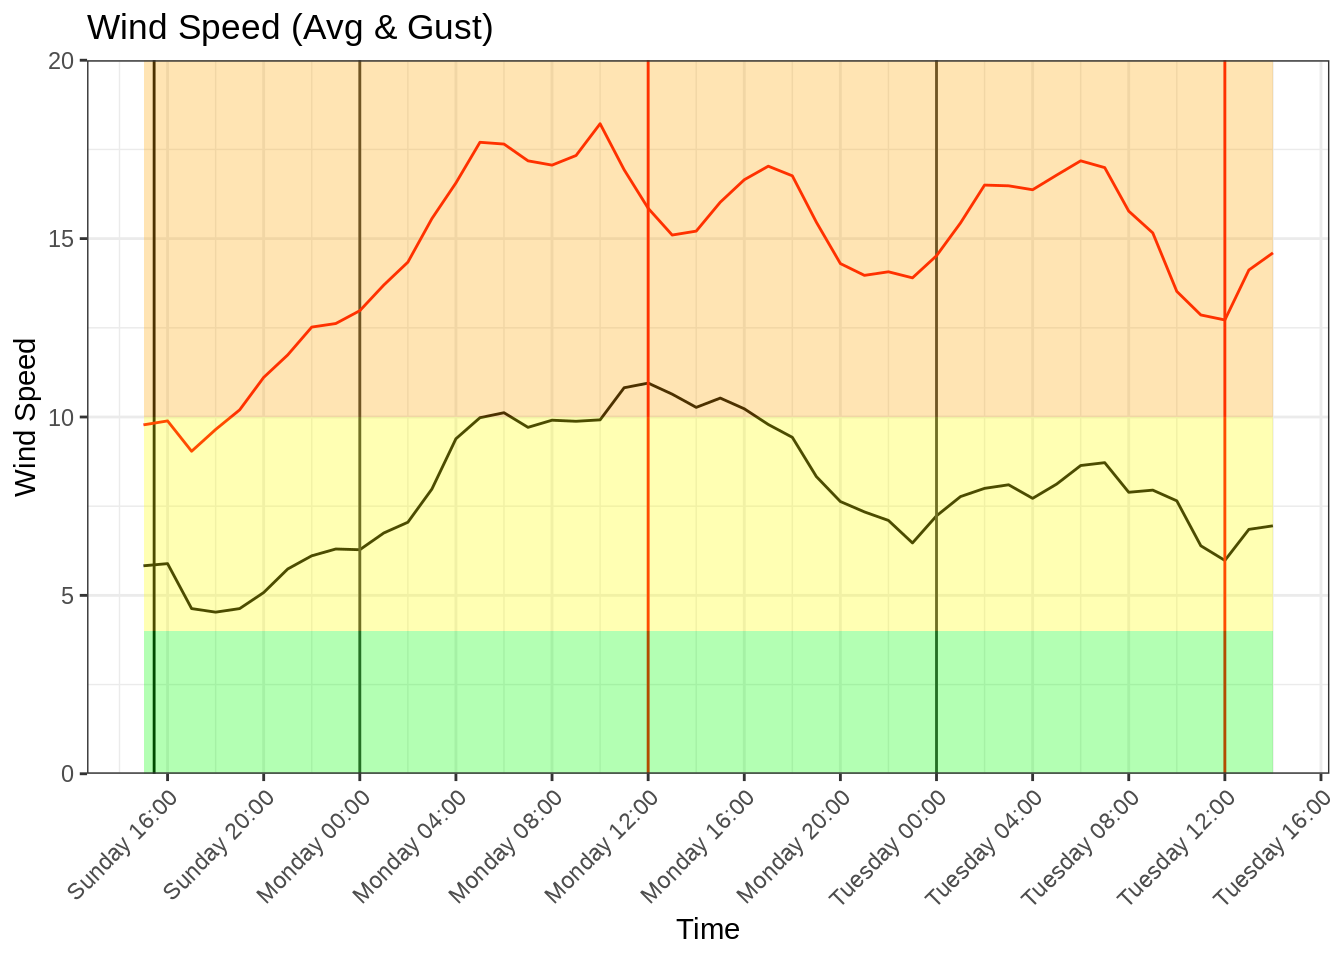 Wind Speed (Avg & Gust)
20
15
10
5
0
Wind Speed
Sunday 16:00
Sunday 20:00
Monday 00:00
Monday 04:00
Monday 08:00
Monday 12:00
Monday 16:00
Monday 20:00
Tuesday 00:00
Tuesday 04:00
Tuesday 08:00
Tuesday 12:00
Tuesday 16:00
Time